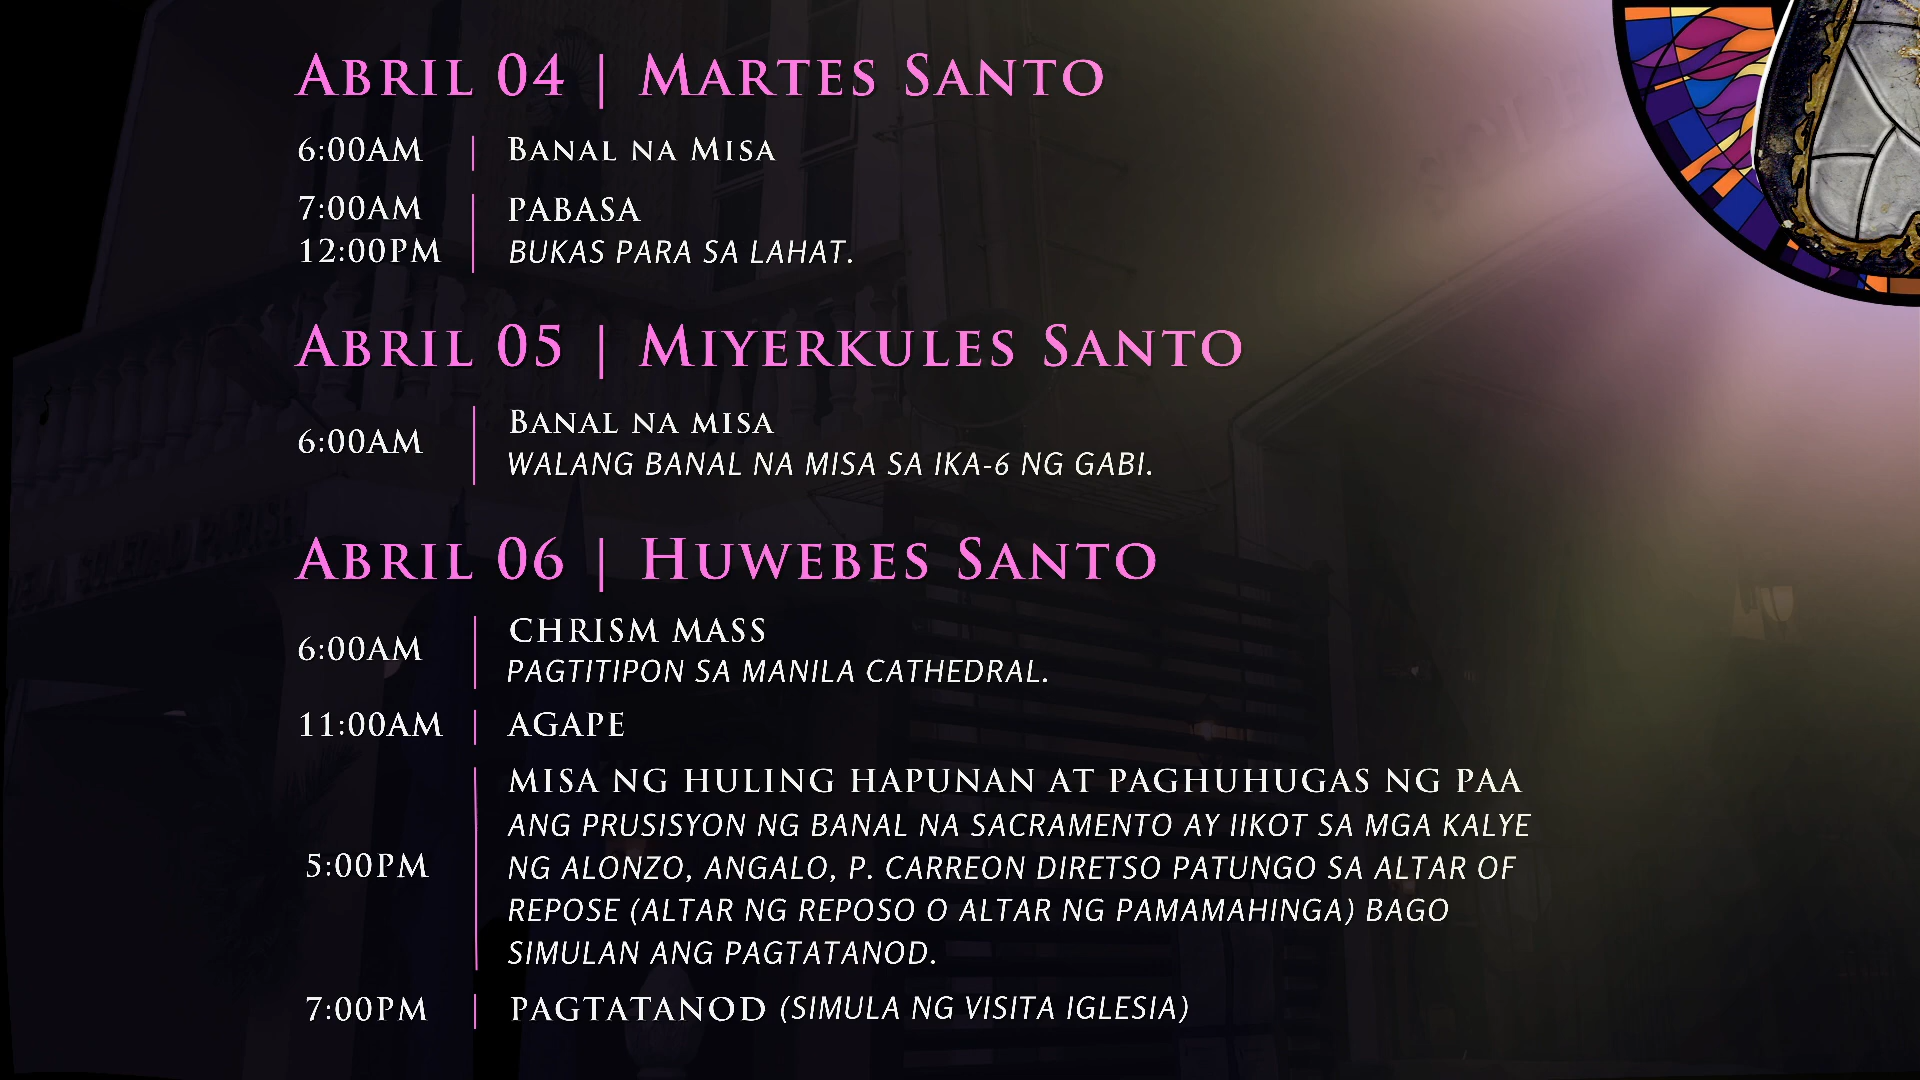 ABRIL 04 | MARTES SANTO
6:00AM | BANAL NA MISA
7:00AM | PABASA
12:00PM | BUKAS PARA SA LAHAT.
ABRIL 05 | MIYERKULES SANTO
6:00AM | BANAL NA MISA
WALANG BANAL NA MISA SA IKA-6 NG GABI.
ABRIL 06 | HUWEBES SANTO
6:00AM | CHRISM MASS
PAGTITIPON SA MANILA CATHEDRAL.
11:00AM | AGAPE
MISA NG HULING HAPUNAN AT PAGHUHUGAS NG PAA
ANG PRUSISYON NG BANAL NA SACRAMENTO AY IIKOT SA MGA KALYE
5:00PM | NG ALONZO, ANGALO, P. CARREON DIRETSO PATUNGO SA ALTAR OF
REPOSE (ALTAR NG REPOSO O ALTAR NG PAMAMAHINGA) BAGO
SIMULAN ANG PAGTATANOD.
7:00PM | PAGTATANOD (SIMULA NG VISITA IGLESIA)